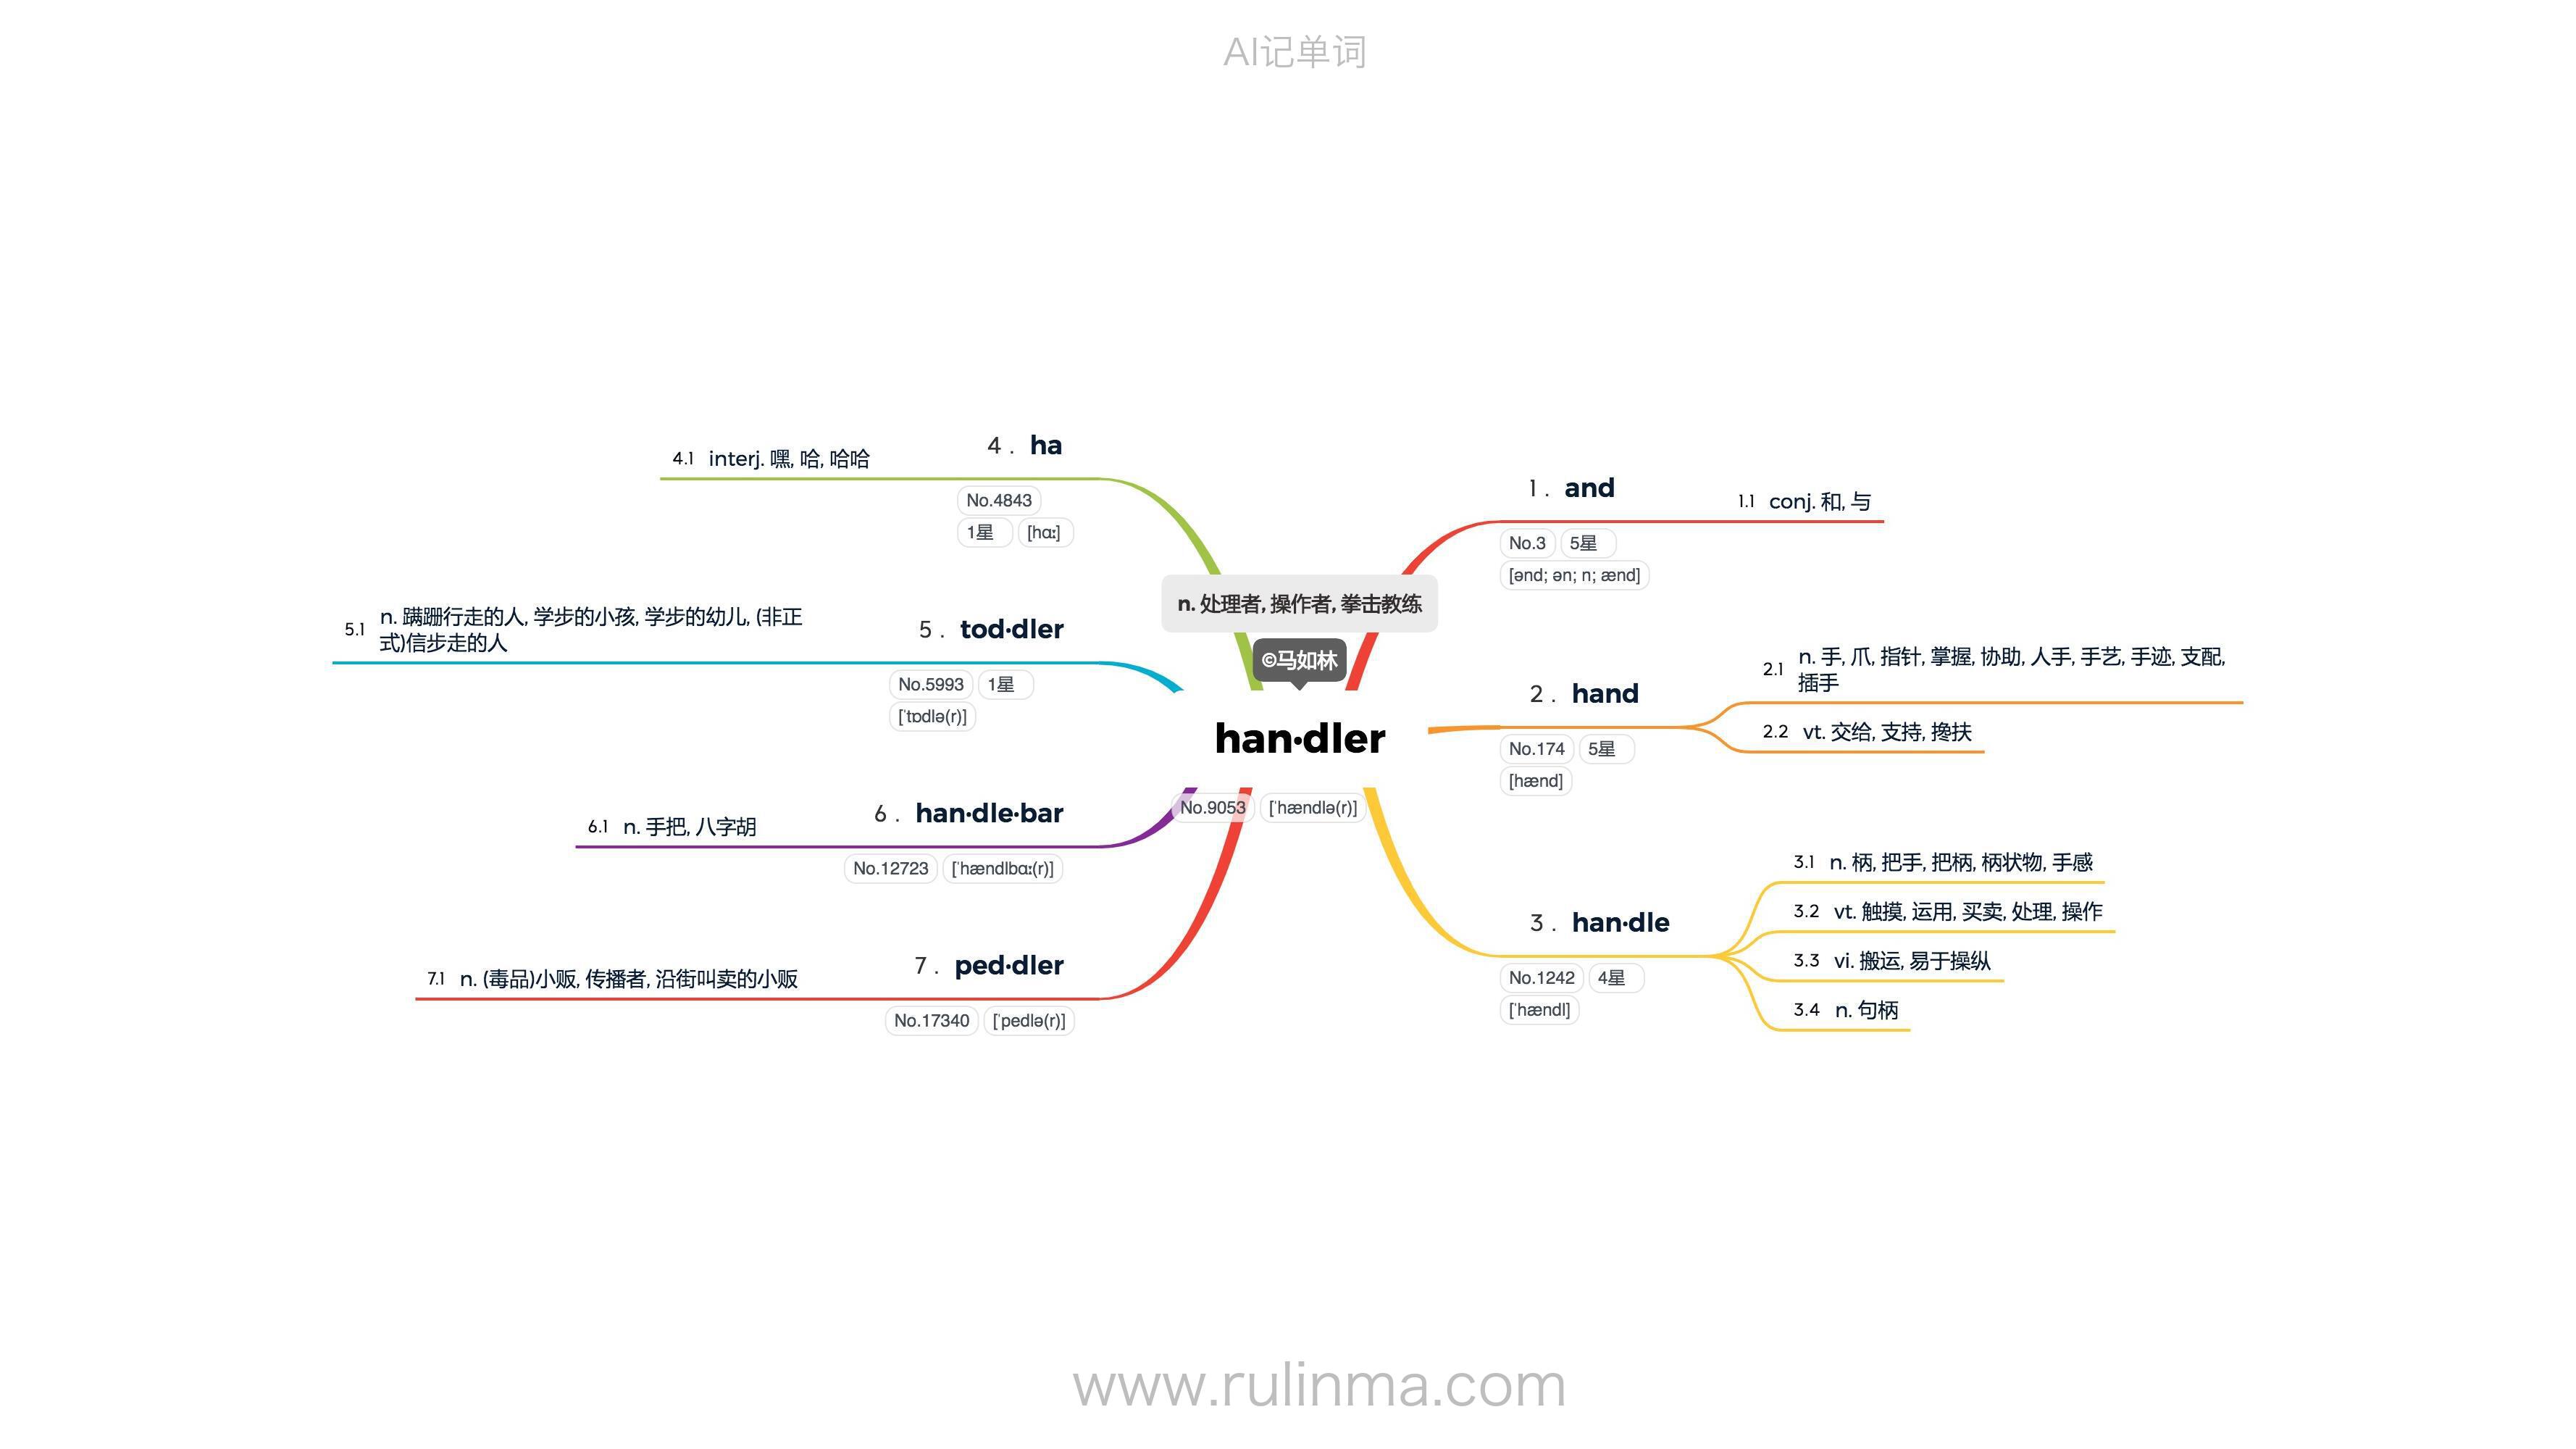 AI记单词
n. 处理者, 操作者, 拳击教练
©马如林
han·dler
No.9053 [ˈhændlə(r)]
1 . and
No.3 5星
[ənd; ən; n; ænd]
1.1 conj. 和, 与
2 . hand
No.174 5星
[hænd]
2.1 n. 手, 爪, 指针, 掌握, 协助, 人手, 手艺, 手迹, 支配,
插手
2.2 vt. 交给, 支持, 搀扶
3 . han·dle
No.1242 4星
[ˈhændl]
3.1 n. 柄, 把手, 把柄, 柄状物, 手感
3.2 vt. 触摸, 运用, 买卖, 处理, 操作
3.3 vi. 搬运, 易于操纵
3.4 n. 句柄
4 . ha
No.4843
1星 [hɑː]
4.1 interj. 嘿, 哈, 哈哈
5 . tod·dler
No.5993 1星
[ˈtɒdlə(r)]
5.1 n. 蹒跚行走的人, 学步的小孩, 学步的幼儿, (非正
式)信步走的人
6 . han·dle·bar
No.12723 [ˈhændlbɑː(r)]
6.1 n. 手把, 八字胡
7 . ped·dler
No.17340 [ˈpedlə(r)]
7.1 n. (毒品)小贩, 传播者, 沿街叫卖的小贩
www.rulinma.com